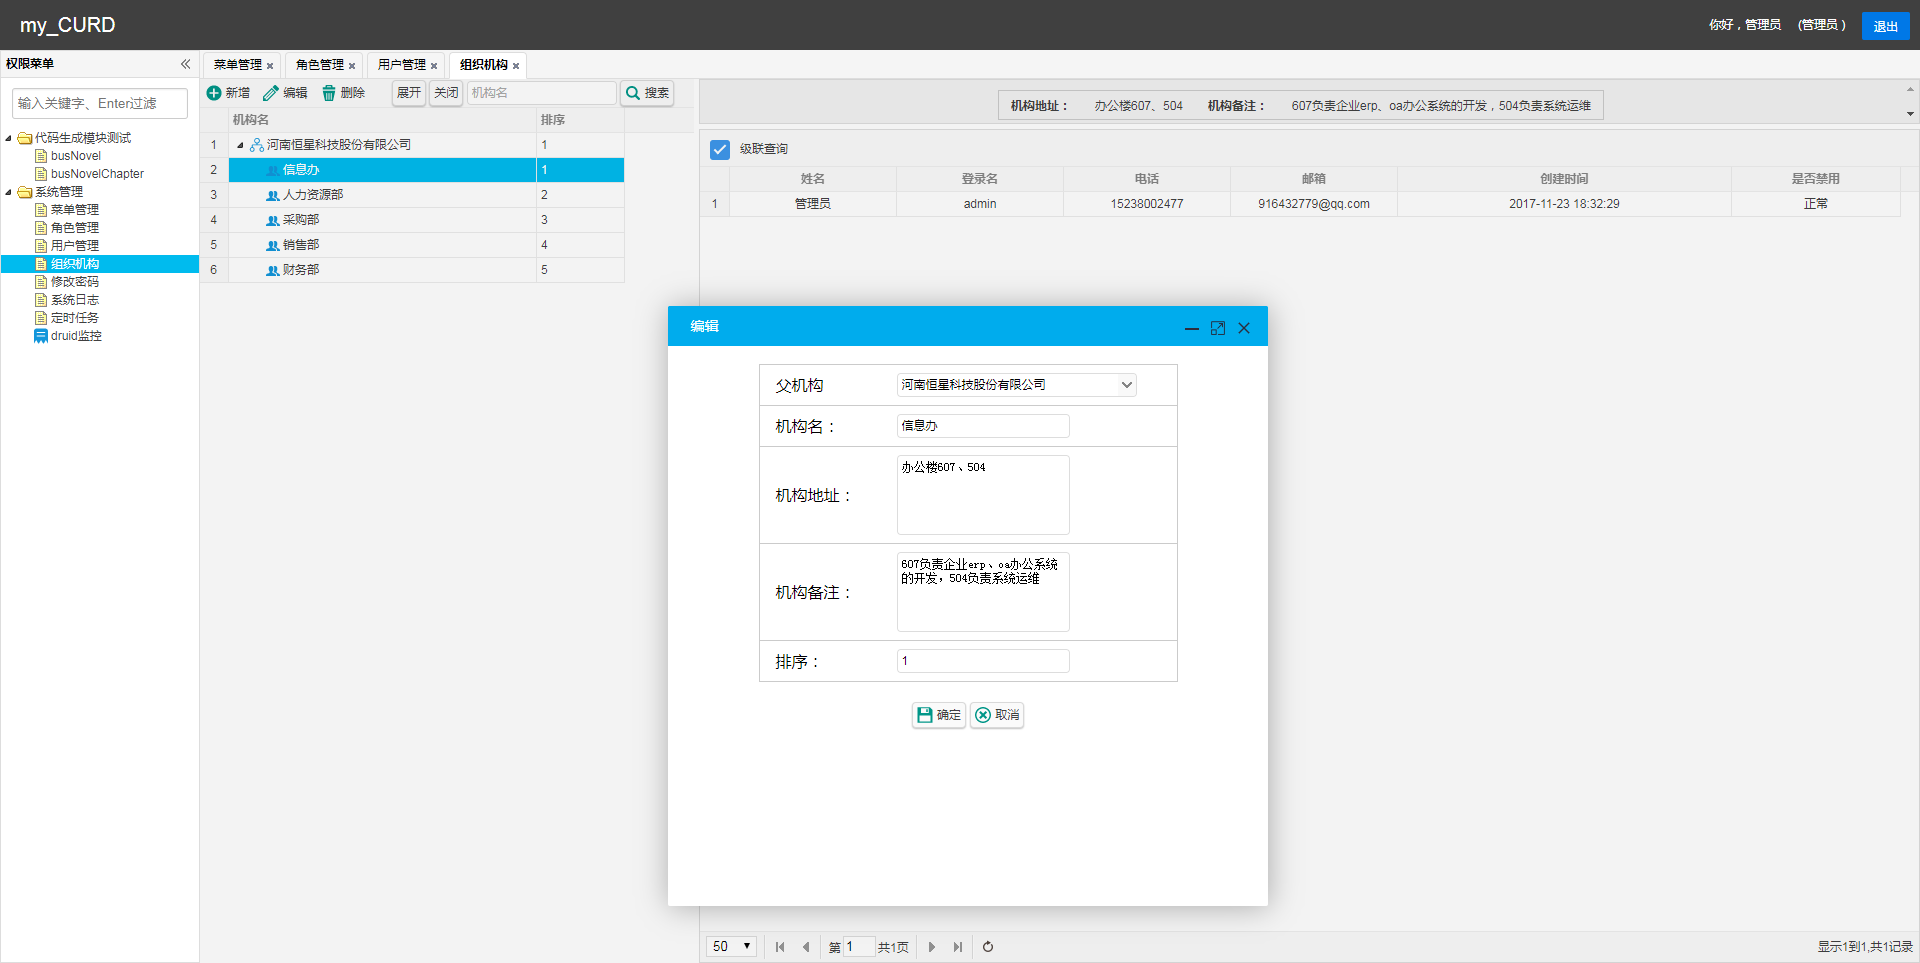 my_CURD
你好，管理员 (管理员) 退出
权限菜单
输入关键字、Enter过滤
代码生成模块测试
busNovel
busNovelChapter
系统管理
菜单管理
角色管理
用户管理
组织机构
修改密码
系统日志
定时任务
druid监控
菜单管理 角色管理 用户管理 组织机构
新增 编辑 删除 展开 关闭 机构名 搜索
机构名 排序
1 河南恒星科技股份有限公司 1
2 信息办 1
3 人力资源部 2
4 采购部 3
5 销售部 4
6 财务部 5
机构地址： 办公楼607、504 机构备注： 607负责企业erp、oa办公系统的开发，504负责系统运维
级联查询
姓名 登录名 电话 邮箱 创建时间 是否禁用
1 管理员 admin 15238002477 916432779@qq.com 2017-11-23 18:32:29 正常
编辑
父机构 河南恒星科技股份有限公司
机构名： 信息办
机构地址： 办公楼607、504
机构备注： 607负责企业erp、oa办公系统
的开发，504负责系统运维
排序： 1
确定 取消
50 第 1 共1页 显示1到1,共1记录